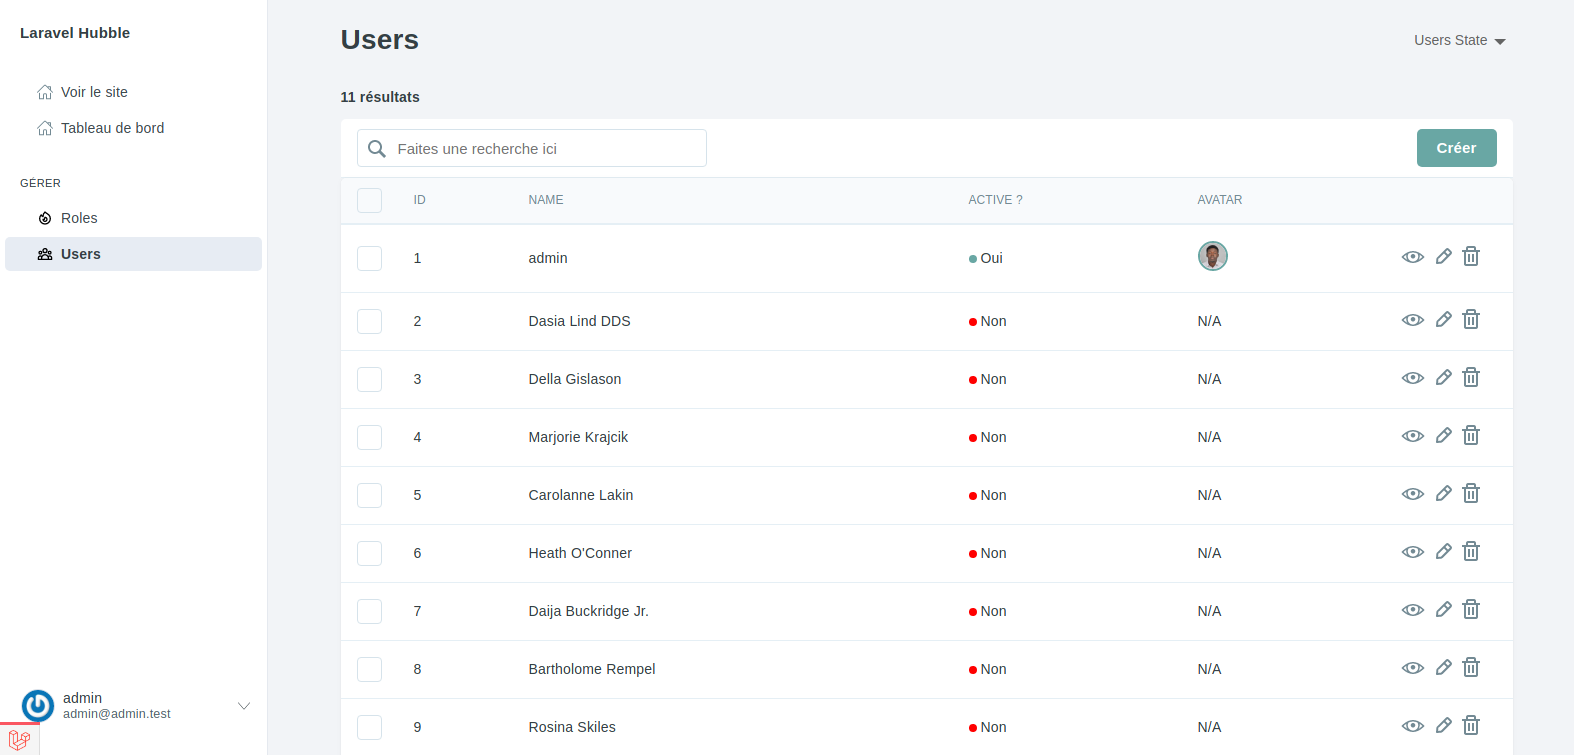 Laravel Hubble
Voir le site
Tableau de bord
GÉRER
Roles
Users
admin
admin@admin.test
Users
Users State
11 résultats
Faites une recherche ici
Créer
ID NAME ACTIVE ? AVATAR
1 admin Oui
2 Dasia Lind DDS Non N/A
3 Della Gislason Non N/A
4 Marjorie Krajcik Non N/A
5 Carolanne Lakin Non N/A
6 Heath O'Conner Non N/A
7 Daija Buckridge Jr. Non N/A
8 Bartholome Rempel Non N/A
9 Rosina Skiles Non N/A